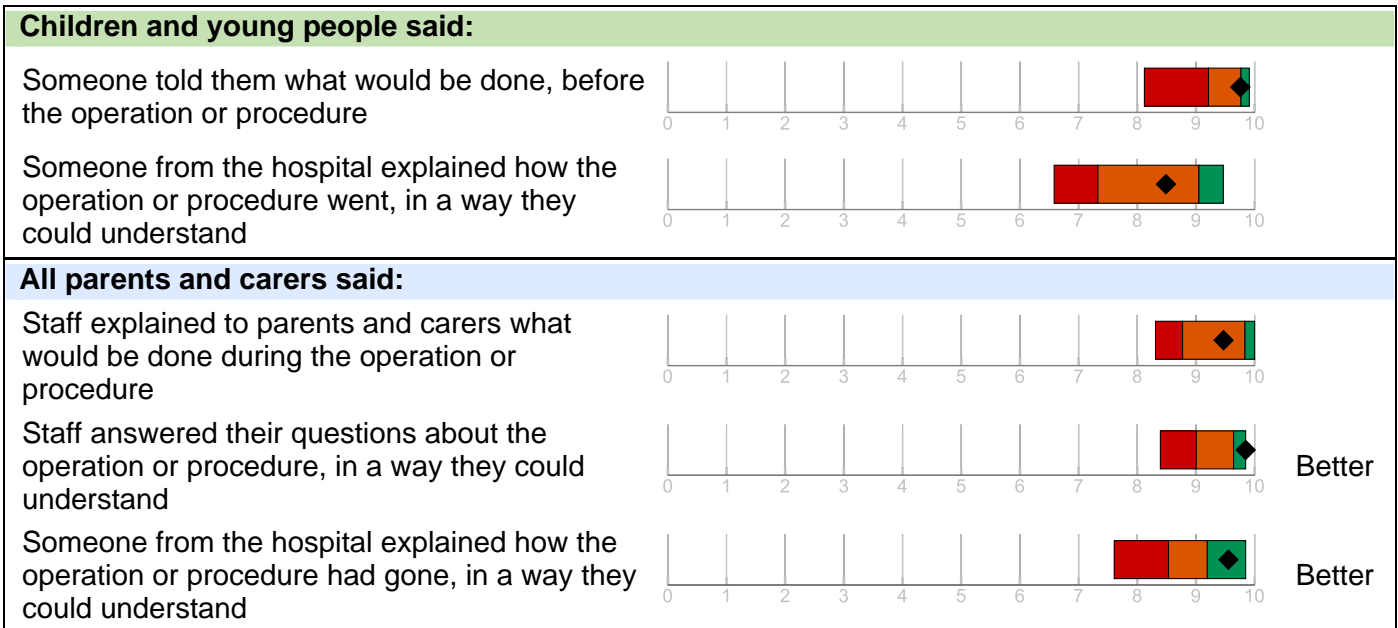 Children and young people said:
Someone told them what would be done, before
the operation or procedure
0 1 2 3 4 5 6 7 8 9 10
Someone from the hospital explained how the
operation or procedure went, in a way they
could understand
0 1 2 3 4 5 6 7 8 9 10
All parents and carers said:
Staff explained to parents and carers what
would be done during the operation or
procedure
0 1 2 3 4 5 6 7 8 9 10
Staff answered their questions about the
operation or procedure, in a way they could
understand
0 1 2 3 4 5 6 7 8 9 10
Better
Someone from the hospital explained how the
operation or procedure had gone, in a way they
could understand
0 1 2 3 4 5 6 7 8 9 10
Better